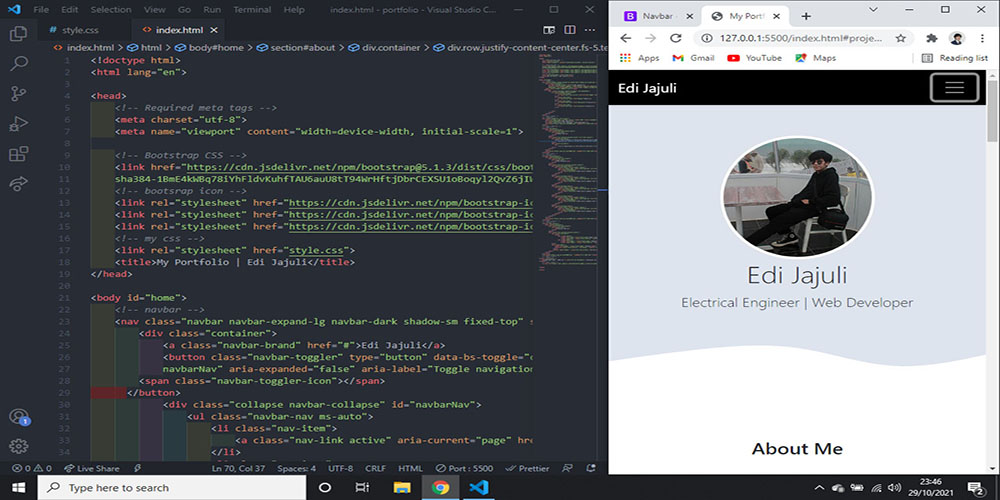 File Edit Selection View Go Run Terminal Help index.html - portfolio - Visual Studio C...
# style.css <> index.html ×
<> index.html > html > body#home > section#about > div.container > div.row.justify-content-center.fs-5.te
1 <!doctype html>
2 <html lang="en">
3
4 <head>
5 <!-- Required meta tags -->
6 <meta charset="utf-8">
7 <meta name="viewport" content="width=device-width, initial-scale=1">
8
9 <!-- Bootstrap CSS -->
10 <link href="https://cdn.jsdelivr.net/npm/bootstrap@5.1.3/dist/css/boot
11
12 <!-- bootsrap icon -->
13 <link rel="stylesheet" href="https://cdn.jsdelivr.net/npm/bootstrap-ic
14 <link rel="stylesheet" href="https://cdn.jsdelivr.net/npm/bootstrap-ic
15 <link rel="stylesheet" href="https://cdn.jsdelivr.net/npm/bootstrap-ic
16 <!-- my css -->
17 <link rel="stylesheet" href="style.css">
18 <title>My Portfolio | Edi Jajuli</title>
19 </head>
20
21 <body id="home">
22 <!-- navbar -->
23 <nav class="navbar navbar-expand-lg navbar-dark shadow-sm fixed-top" s
24 <div class="container">
25 <a class="navbar-brand" href="#">Edi Jajuli</a>
26 <button class="navbar-toggler" type="button" data-bs-toggle="c
27 navbarNav" aria-expanded="false" aria-label="Toggle navigation
28 <span class="navbar-toggler-icon"></span>
29 </button>
30 <div class="collapse navbar-collapse" id="navbarNav">
31 <ul class="navbar-nav ms-auto">
32 <li class="nav-item">
33 <a class="nav-link active" aria-current="page" hr
34 </li>
0 0 Live Share Ln 70, Col 37 Spaces: 4 UTF-8 CRLF HTML Port : 5500 Prettier
B Navbar × My Portf × +
127.0.0.1:5500/index.html#proje...
Apps Gmail YouTube Maps Reading list
Edi Jajuli
Edi Jajuli
Electrical Engineer | Web Developer
About Me
Type here to search
23:46
29/10/2021
2